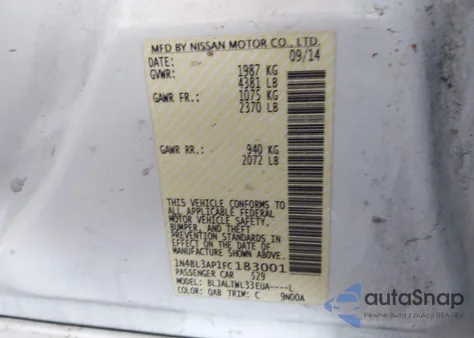 MFD BY NISSAN MOTOR CO., LTD.
DATE: 09/14
GVWR: 1987 KG
4381 LB
GAWR FR.: 1075 KG
2370 LB
GAWR RR.: 940 KG
2072 LB
THIS VEHICLE CONFORMS TO
ALL APPLICABLE FEDERAL
MOTOR VEHICLE SAFETY,
BUMPER, AND THEFT
PREVENTION STANDARDS IN
EFFECT ON THE DATE OF
MANUFACTURE SHOWN ABOVE.
1N4BL3AP1FC183001
PASSENGER CAR 529
MODEL: BLJALTWL33EUA----L
COLOR: QAB TRIM: C 9N00A
autoSnap